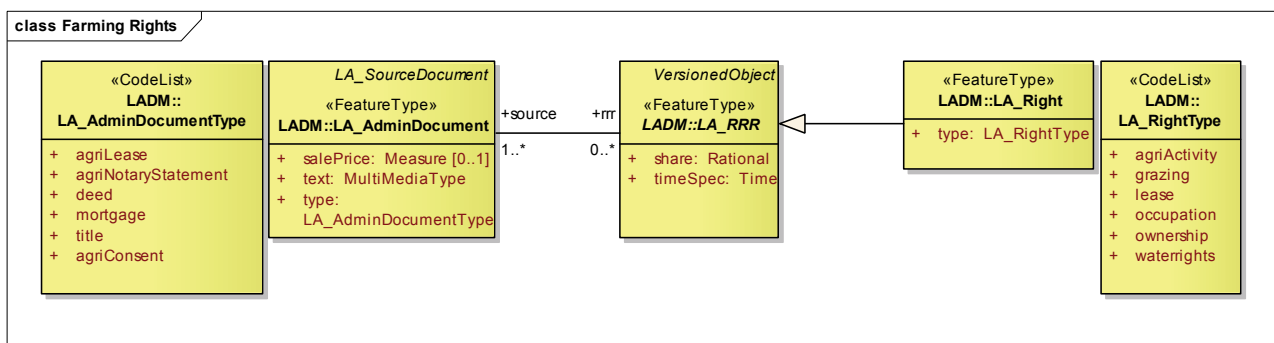 class Farming Rights
«CodeList»
LADM::
LA_AdminDocumentType
+ agriLease
+ agriNotaryStatement
+ deed
+ mortgage
+ title
+ agriConsent
LA_SourceDocument
«FeatureType»
LADM::LA_AdminDocument
+ salePrice: Measure [0..1]
+ text: MultiMediaType
+ type:
LA_AdminDocumentType
+source
1..*
+rrr
0..*
VersionedObject
«FeatureType»
LADM::LA_RRR
+ share: Rational
+ timeSpec: Time
«FeatureType»
LADM::LA_Right
+ type: LA_RightType
«CodeList»
LADM::
LA_RightType
+ agriActivity
+ grazing
+ lease
+ occupation
+ ownership
+ waterrights